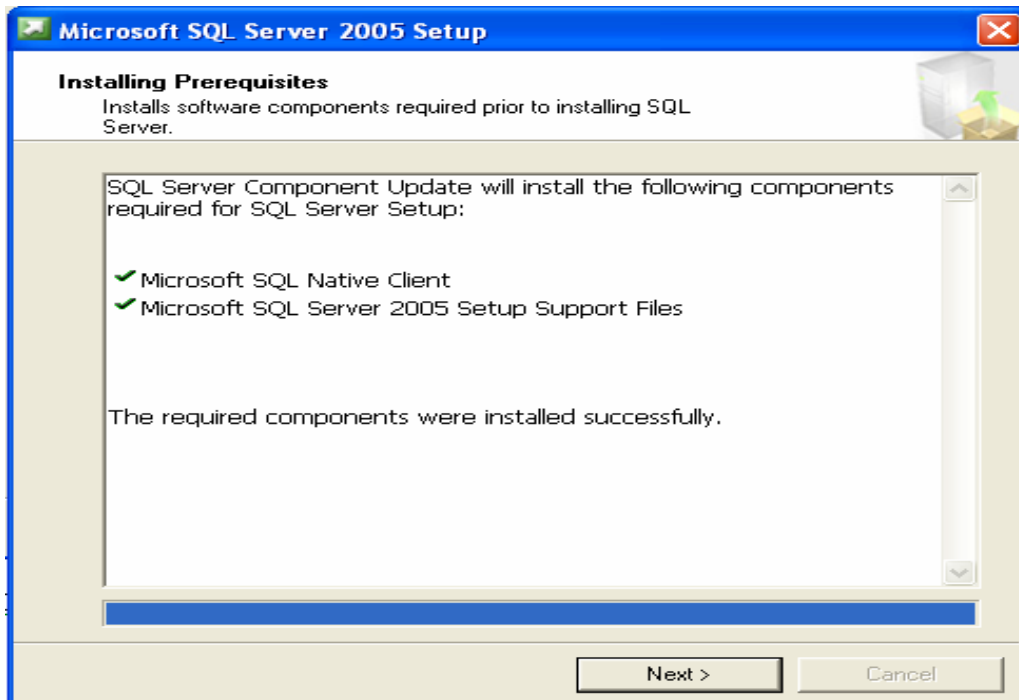 Microsoft SQL Server 2005 Setup
Installing Prerequisites
Installs software components required prior to installing SQL
Server.
SQL Server Component Update will install the following components
required for SQL Server Setup:
Microsoft SQL Native Client
Microsoft SQL Server 2005 Setup Support Files
The required components were installed successfully.
Next >
Cancel